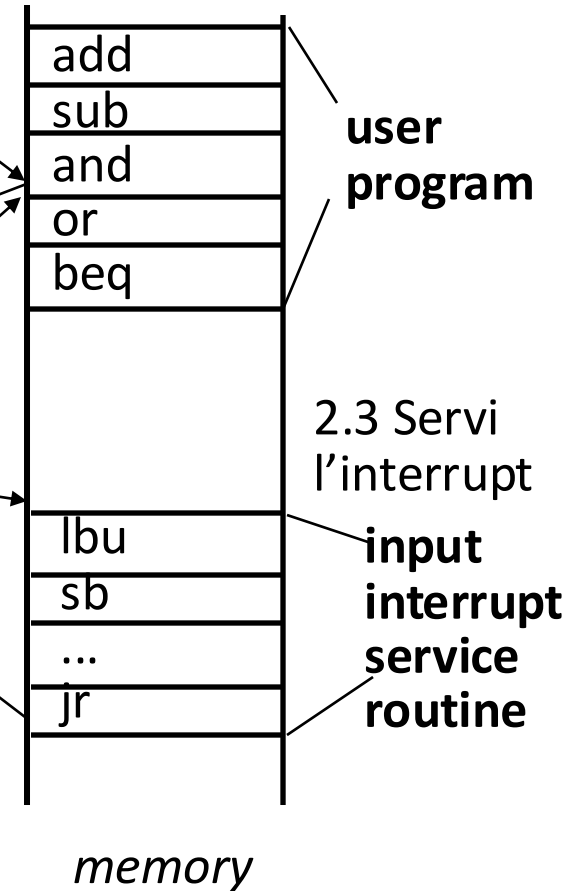 add
sub
and
or
beq
user
program
2.3 Servi
l’interrupt
lbu
sb
...
jr
input
interrupt
service
routine
memory